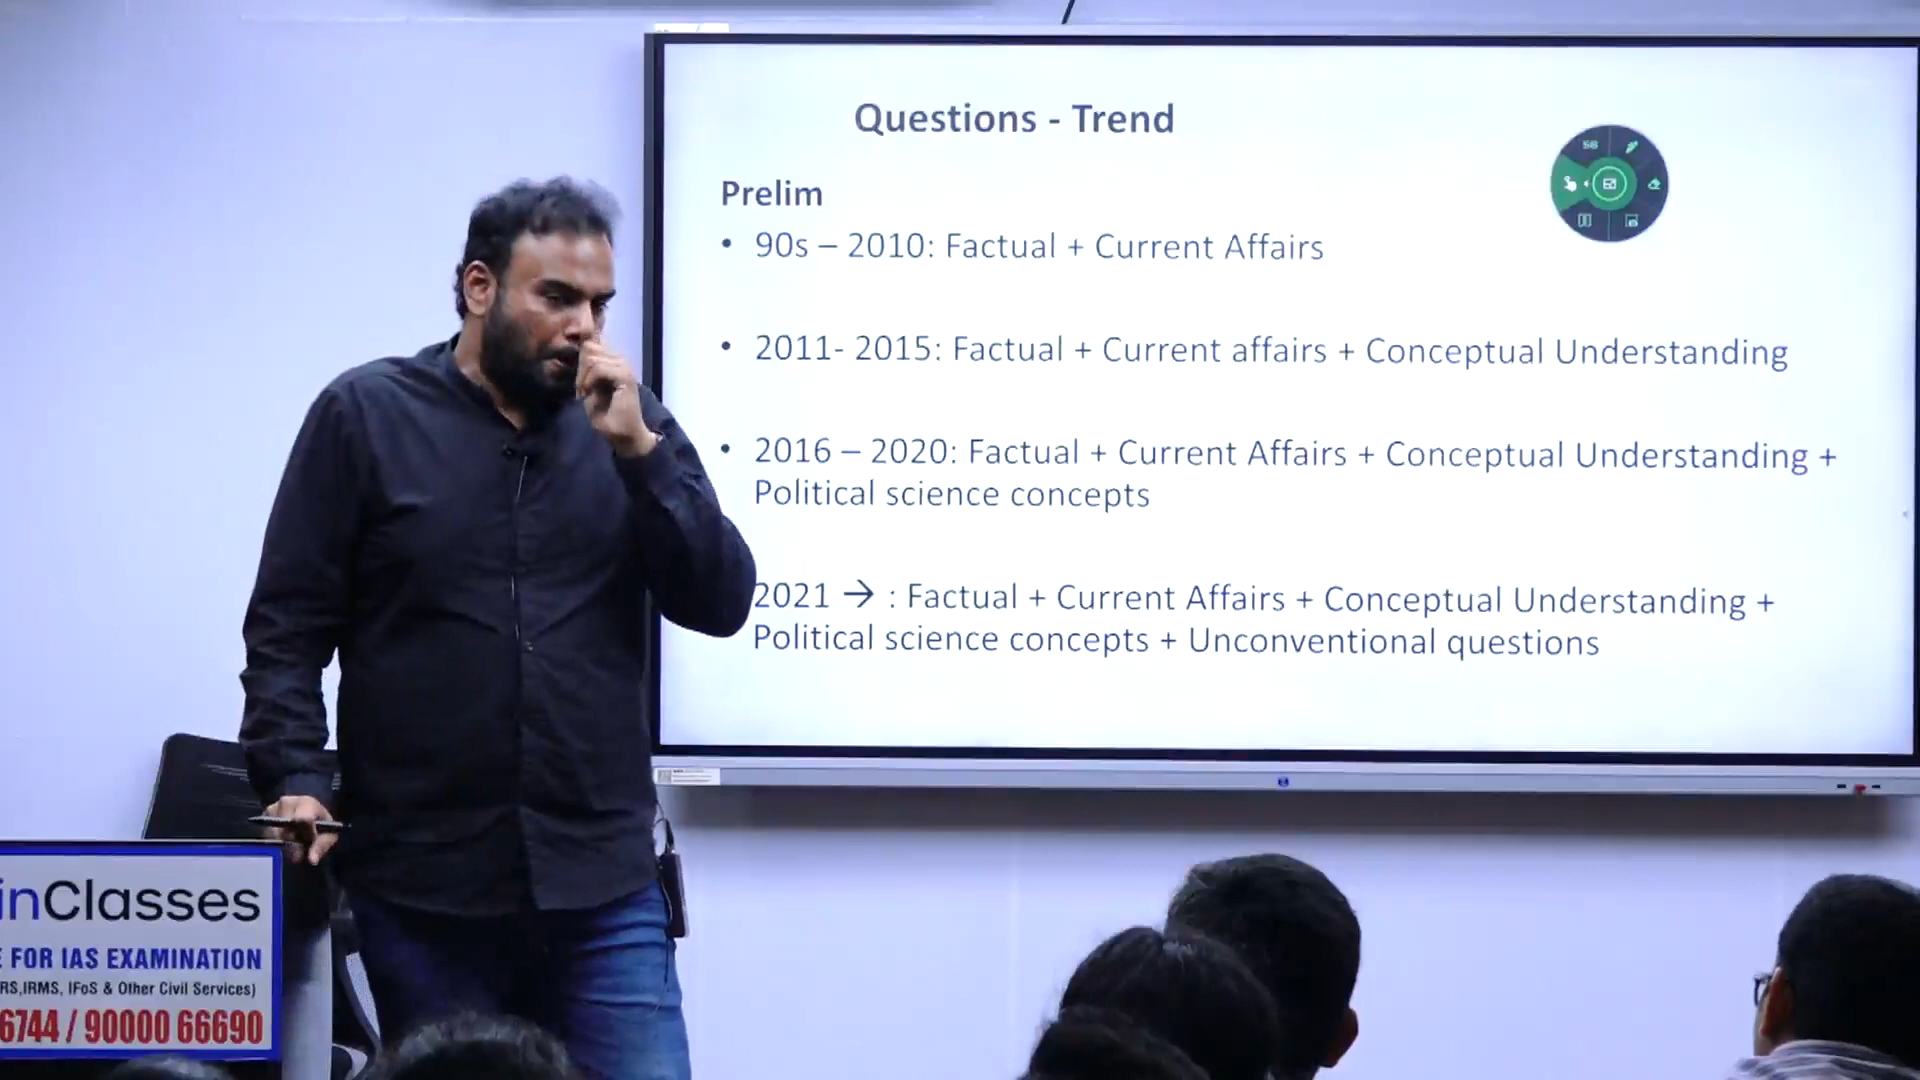 Questions - Trend
Prelim
• 90s – 2010: Factual + Current Affairs
• 2011- 2015: Factual + Current affairs + Conceptual Understanding
• 2016 – 2020: Factual + Current Affairs + Conceptual Understanding +
Political science concepts
2021 → : Factual + Current Affairs + Conceptual Understanding +
Political science concepts + Unconventional questions
inClasses
E FOR IAS EXAMINATION
RS,IRMS, IFoS & Other Civil Services)
6744 / 90000 66690